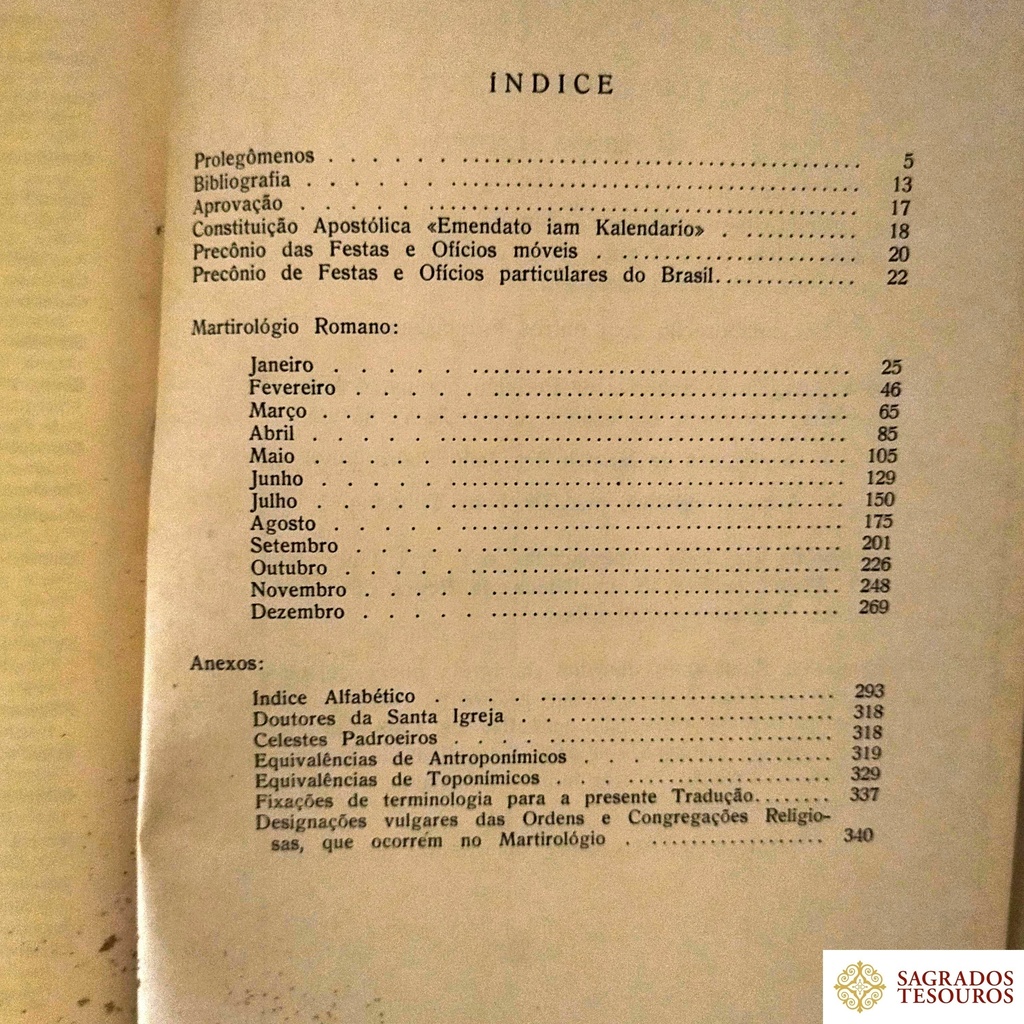 ÍNDICE
Prolegômenos . . . . . . ........................................ 5
Bibliografia . . . . . . ........................................ 13
Aprovação . . . . . . ........................................ 17
Constituição Apostólica «Emendato iam Kalendario» . ........... 18
Precônio das Festas e Ofícios móveis . ....................... 20
Precônio de Festas e Ofícios particulares do Brasil.............. 22
Martirológio Romano:
Janeiro . . . . . ..................................... 25
Fevereiro . . . . . ................................... 46
Março . . . . . ...................................... 65
Abril . . . . . ........................................ 85
Maio . . . . . ....................................... 105
Junho . . . . . ...................................... 129
Julho . . . . . ....................................... 150
Agosto . . . . . ..................................... 175
Setembro . . . . . ................................... 201
Outubro . . . . . .................................... 226
Novembro . . . . . .................................. 248
Dezembro . . . . . .................................. 269
Anexos:
Índice Alfabético . . . . ............................. 293
Doutores da Santa Igreja . . .......................... 318
Celestes Padroeiros . . . . ............................ 318
Equivalências de Antroponímicos . . . .................. 319
Equivalências de Toponímicos . . . ..................... 329
Fixações de terminologia para a presente Tradução........ 337
Designações vulgares das Ordens e Congregações Religio-
sas, que ocorrem no Martirológio . .................. 340
SAGRADOS
TESOUROS